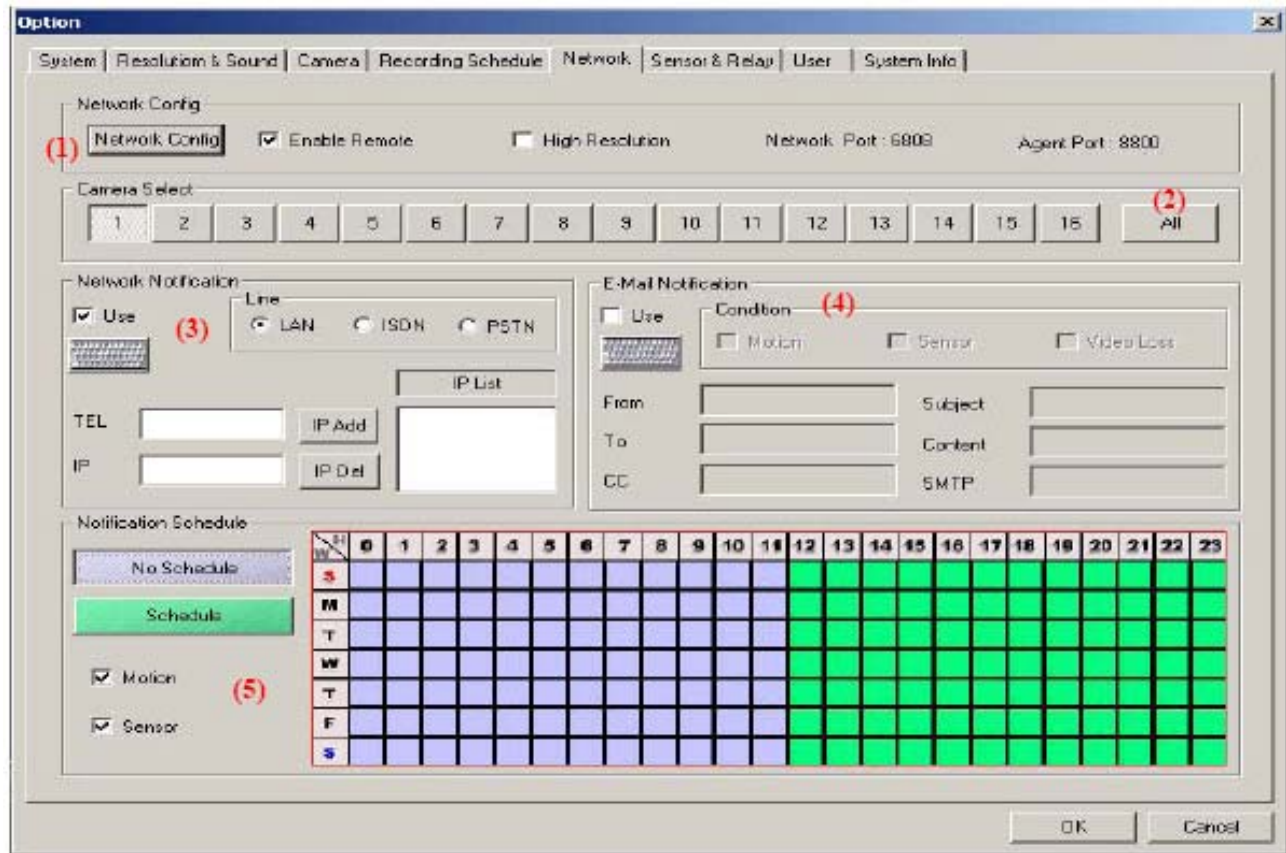 Option
System
Resolution & Sound
Camera
Recording Schedule
Network
Sensor & Relay
User
System Info
Network Config
(1)
Network Config
Enable Remote
High Resolution
Network Port : 6808
Agent Port : 8800
Camera Select
1 2 3 4 5 6 7 8 9 10 11 12 13 14 15 16
(2)
All
Network Notification
Use
(3)
Line
LAN ISDN PSTN
IP List
TEL
IP Add
IP
IP Del
E-Mail Notification
(4)
Use
Condition
Motion Sensor Video Loss
From
Subject
To
Content
CC
SMTP
Notification Schedule
No Schedule
Schedule
Motion
(5)
Sensor
W H 0 1 2 3 4 5 6 7 8 9 10 11 12 13 14 15 16 17 18 19 20 21 22 23
S
M
T
W
T
F
S
OK
Cancel